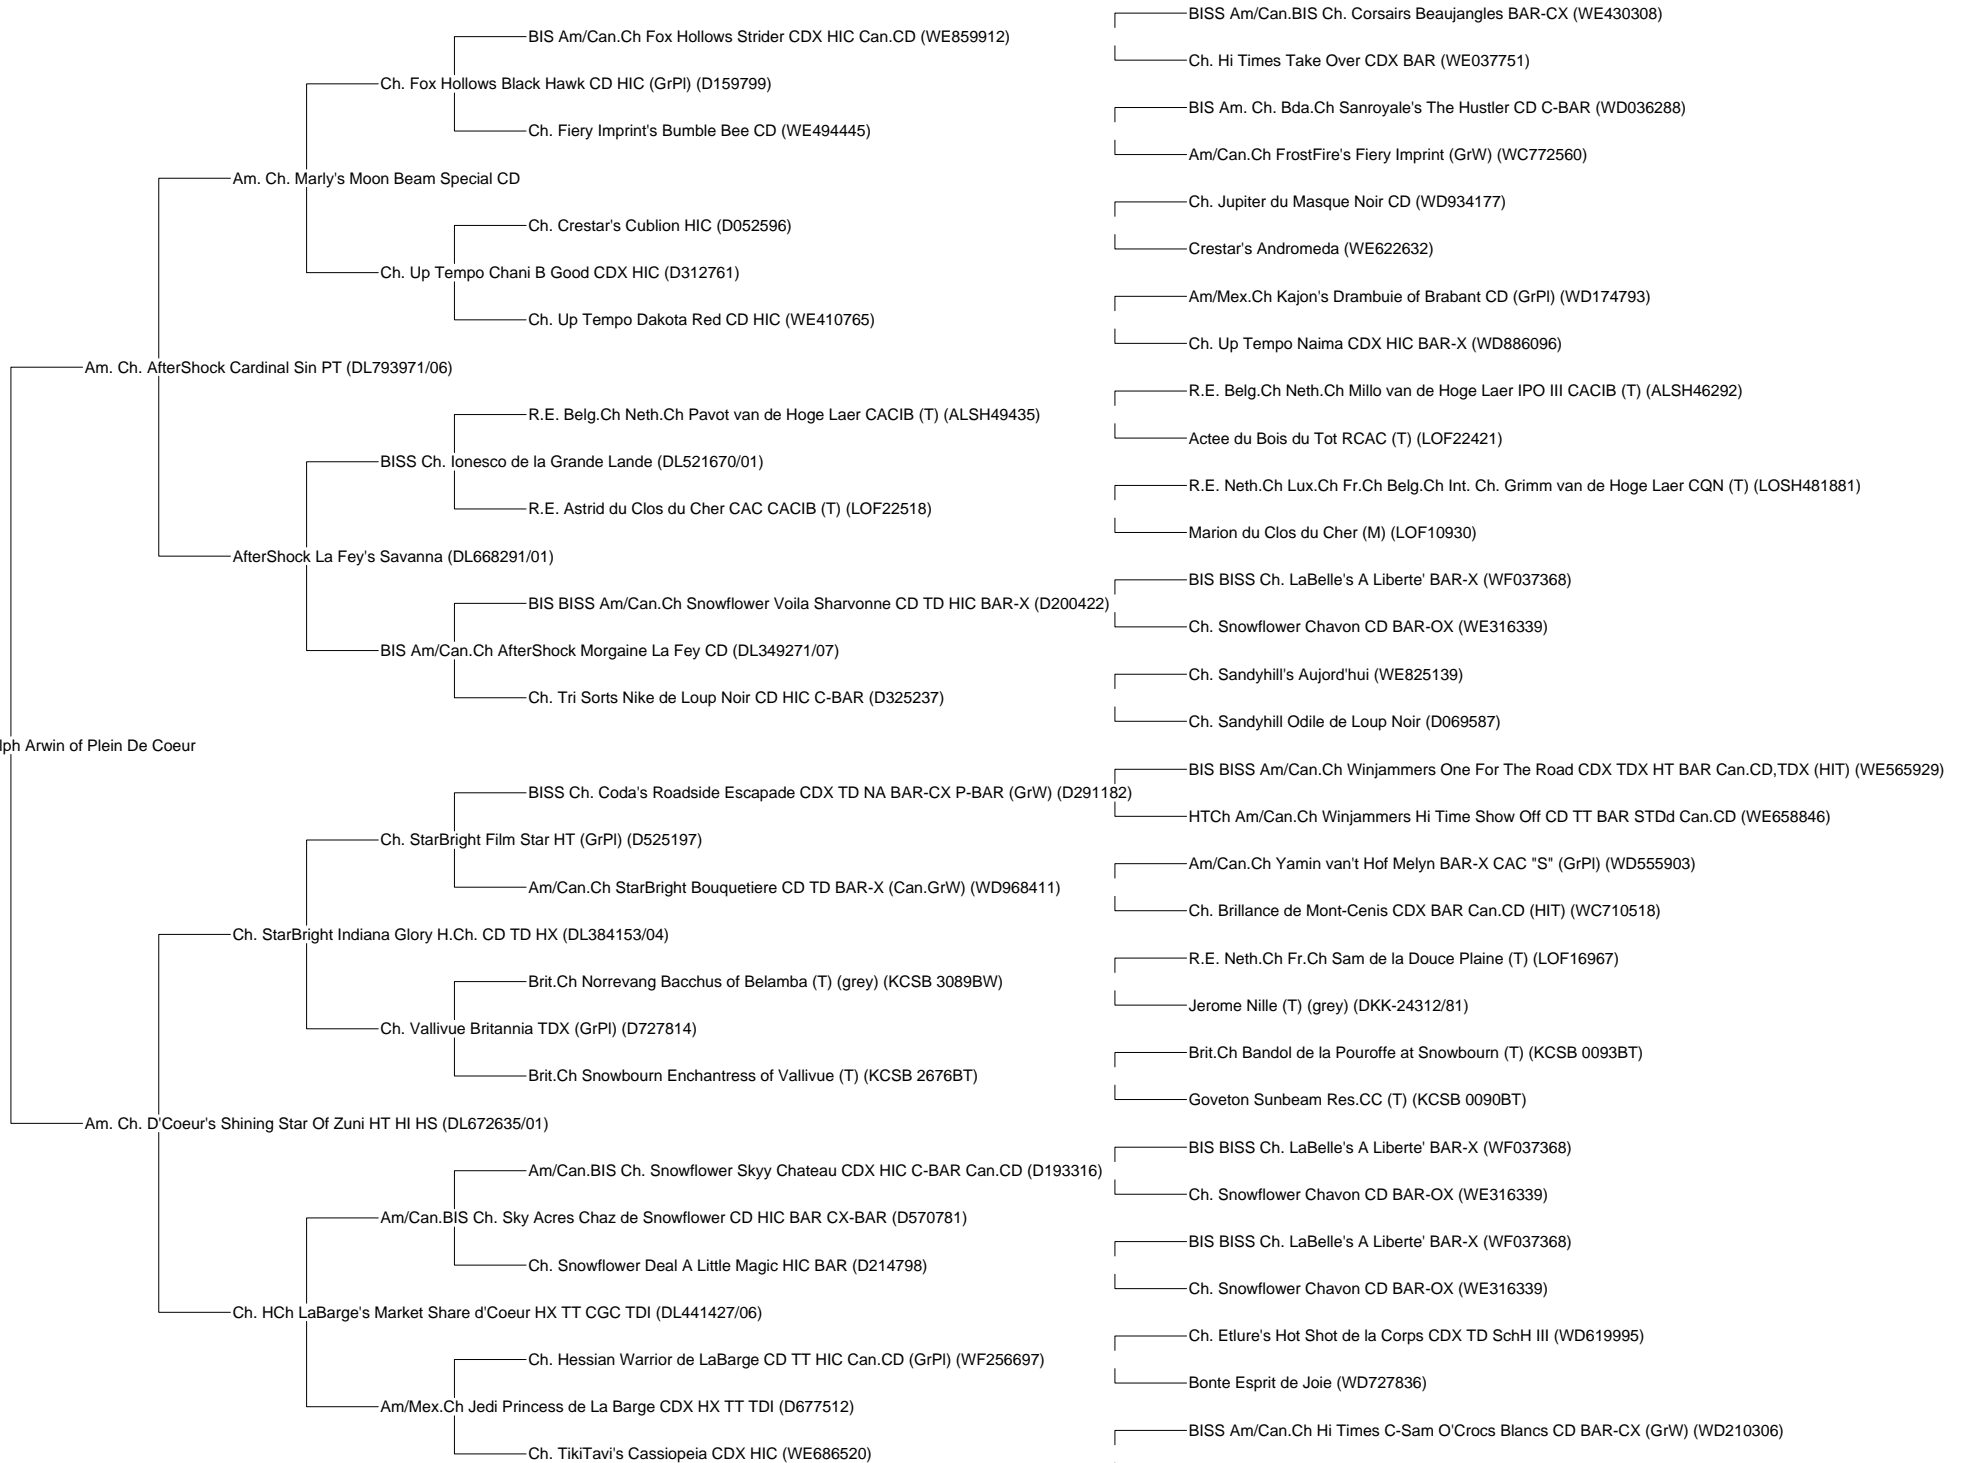 BISS Am/Can.BIS Ch. Corsairs Beaujangles BAR-CX (WE430308)
BIS Am/Can.Ch Fox Hollows Strider CDX HIC Can.CD (WE859912)
Ch. Hi Times Take Over CDX BAR (WE037751)
Ch. Fox Hollows Black Hawk CD HIC (GrPl) (D159799)
BIS Am. Ch. Bda.Ch Sanroyale's The Hustler CD C-BAR (WD036288)
Ch. Fiery Imprint's Bumble Bee CD (WE494445)
Am/Can.Ch FrostFire's Fiery Imprint (GrW) (WC772560)
Am. Ch. Marly's Moon Beam Special CD
Ch. Jupiter du Masque Noir CD (WD934177)
Ch. Crestar's Cublion HIC (D052596)
Crestar's Andromeda (WE622632)
Ch. Up Tempo Chani B Good CDX HIC (D312761)
Am/Mex.Ch Kajon's Drambuie of Brabant CD (GrPl) (WD174793)
Ch. Up Tempo Dakota Red CD HIC (WE410765)
Ch. Up Tempo Naima CDX HIC BAR-X (WD886096)
Am. Ch. AfterShock Cardinal Sin PT (DL793971/06)
R.E. Belg.Ch Neth.Ch Millo van de Hoge Laer IPO III CACIB (T) (ALSH46292)
R.E. Belg.Ch Neth.Ch Pavot van de Hoge Laer CACIB (T) (ALSH49435)
Actee du Bois du Tot RCAC (T) (LOF22421)
BISS Ch. Ionesco de la Grande Lande (DL521670/01)
R.E. Neth.Ch Lux.Ch Fr.Ch Belg.Ch Int. Ch. Grimm van de Hoge Laer CQN (T) (LOSH481881)
R.E. Astrid du Clos du Cher CAC CACIB (T) (LOF22518)
Marion du Clos du Cher (M) (LOF10930)
AfterShock La Fey's Savanna (DL668291/01)
BIS BISS Ch. LaBelle's A Liberte' BAR-X (WF037368)
BIS BISS Am/Can.Ch Snowflower Voila Sharvonne CD TD HIC BAR-X (D200422)
Ch. Snowflower Chavon CD BAR-OX (WE316339)
BIS Am/Can.Ch AfterShock Morgaine La Fey CD (DL349271/07)
Ch. Sandyhill's Aujord'hui (WE825139)
Ch. Tri Sorts Nike de Loup Noir CD HIC C-BAR (D325237)
Ch. Sandyhill Odile de Loup Noir (D069587)
lph Arwin of Plein De Coeur
BIS BISS Am/Can.Ch Winjammers One For The Road CDX TDX HT BAR Can.CD,TDX (HIT) (WE565929)
BISS Ch. Coda's Roadside Escapade CDX TD NA BAR-CX P-BAR (GrW) (D291182)
HTCh Am/Can.Ch Winjammers Hi Time Show Off CD TT BAR STDd Can.CD (WE658846)
Ch. StarBright Film Star HT (GrPl) (D525197)
Am/Can.Ch Yamin van't Hof Melyn BAR-X CAC "S" (GrPl) (WD555903)
Am/Can.Ch StarBright Bouquetiere CD TD BAR-X (Can.GrW) (WD968411)
Ch. Brillance de Mont-Cenis CDX BAR Can.CD (HIT) (WC710518)
Ch. StarBright Indiana Glory H.Ch. CD TD HX (DL384153/04)
R.E. Neth.Ch Fr.Ch Sam de la Douce Plaine (T) (LOF16967)
Brit.Ch Norrevang Bacchus of Belamba (T) (grey) (KCSB 3089BW)
Jerome Nille (T) (grey) (DKK-24312/81)
Ch. Vallivue Britannia TDX (GrPl) (D727814)
Brit.Ch Bandol de la Pouroffe at Snowbourn (T) (KCSB 0093BT)
Brit.Ch Snowbourn Enchantress of Vallivue (T) (KCSB 2676BT)
Goveton Sunbeam Res.CC (T) (KCSB 0090BT)
Am. Ch. D'Coeur's Shining Star Of Zuni HT HI HS (DL672635/01)
BIS BISS Ch. LaBelle's A Liberte' BAR-X (WF037368)
Am/Can.BIS Ch. Snowflower Skyy Chateau CDX HIC C-BAR Can.CD (D193316)
Ch. Snowflower Chavon CD BAR-OX (WE316339)
Am/Can.BIS Ch. Sky Acres Chaz de Snowflower CD HIC BAR CX-BAR (D570781)
BIS BISS Ch. LaBelle's A Liberte' BAR-X (WF037368)
Ch. Snowflower Deal A Little Magic HIC BAR (D214798)
Ch. Snowflower Chavon CD BAR-OX (WE316339)
Ch. HCh LaBarge's Market Share d'Coeur HX TT CGC TDI (DL441427/06)
Ch. Etlure's Hot Shot de la Corps CDX TD SchH III (WD619995)
Ch. Hessian Warrior de LaBarge CD TT HIC Can.CD (GrPl) (WF256697)
Bonte Esprit de Joie (WD727836)
Am/Mex.Ch Jedi Princess de La Barge CDX HX TT TDI (D677512)
BISS Am/Can.Ch Hi Times C-Sam O'Crocs Blancs CD BAR-CX (GrW) (WD210306)
Ch. TikiTavi's Cassiopeia CDX HIC (WE686520)